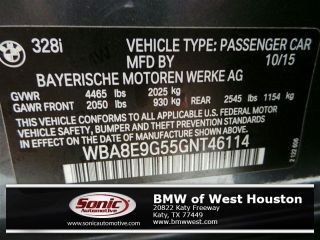 328i
VEHICLE TYPE: PASSENGER CAR
MFD BY 10/15
BAYERISCHE MOTOREN WERKE AG
GVWR 4465 lbs 2025 kg
GAWR FRONT 2050 lbs 930 kg REAR 2545 lbs 1154 kg
THIS VEHICLE CONFORMS TO ALL APPLICABLE U.S. FEDERAL MOTOR
VEHICLE SAFETY, BUMPER, AND THEFT PREVENTION STANDARDS
IN EFFECT ON THE DATE OF MANUFACTURE SHOWN ABOVE.
WBA8E9G55GNT46114
Sonic
Automotive
www.sonicautomotive.com
BMW of West Houston
20822 Katy Freeway
Katy, TX 77449
www.bmwwest.com